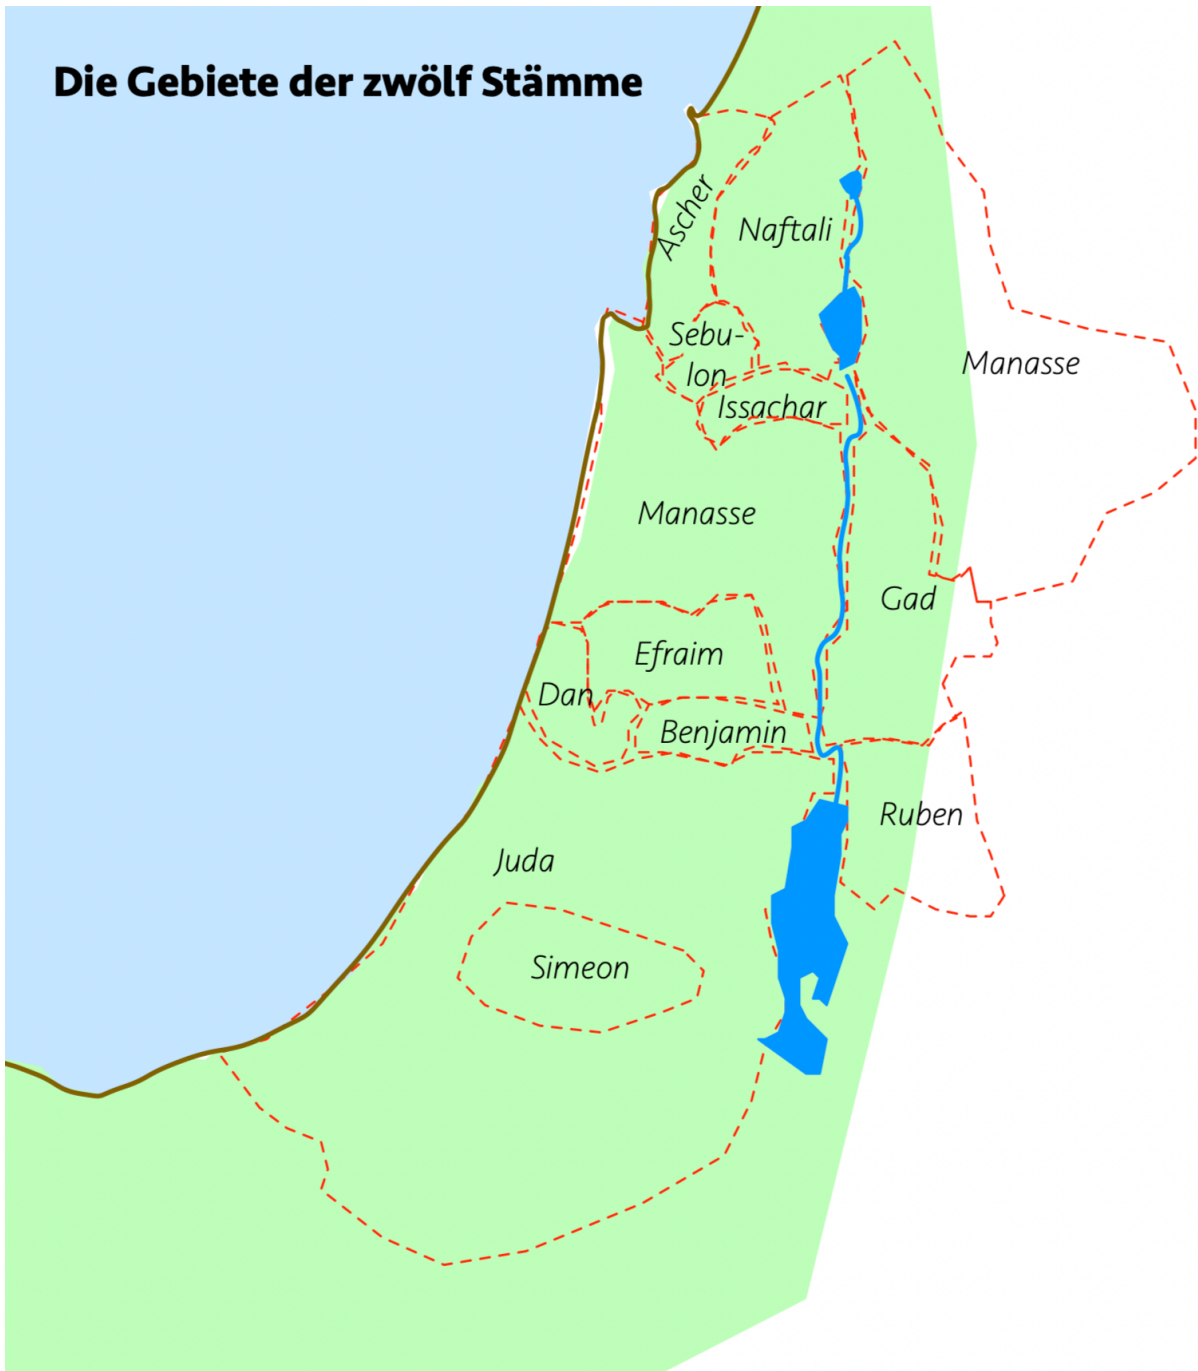 Die Gebiete der zwölf Stämme
Ascher
Naftali
Sebu-
lon
Manasse
Issachar
Manasse
Gad
Efraim
Dan
Benjamin
Ruben
Juda
Simeon